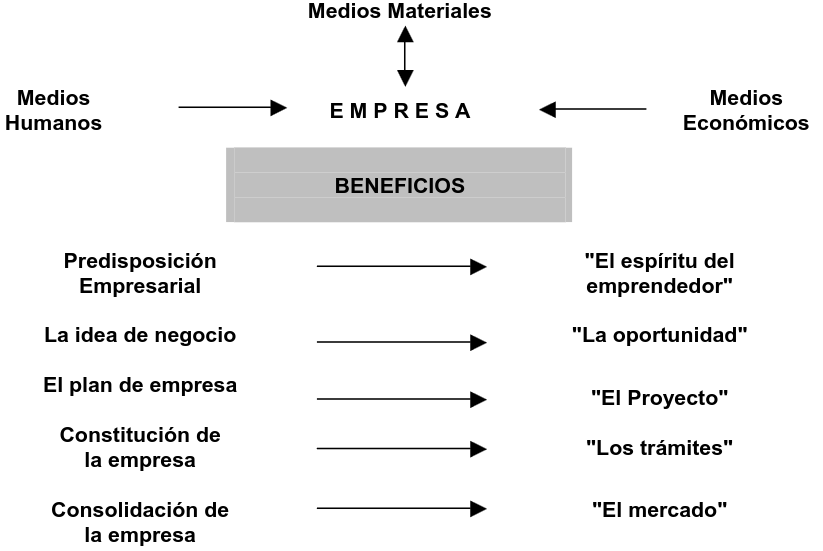 Medios Materiales
Medios
Humanos
E M P R E S A
Medios
Económicos
BENEFICIOS
Predisposición
Empresarial
"El espíritu del
emprendedor"
La idea de negocio
"La oportunidad"
El plan de empresa
"El Proyecto"
Constitución de
la empresa
"Los trámites"
Consolidación de
la empresa
"El mercado"